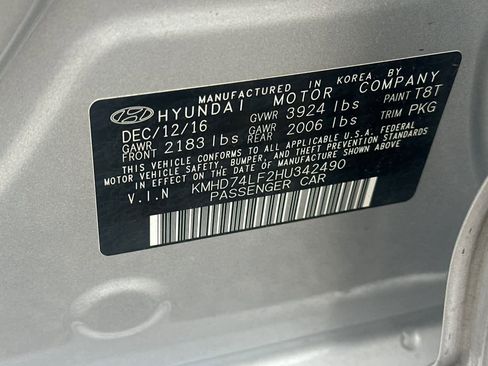 MANUFACTURED IN KOREA BY
HYUNDAI MOTOR COMPANY
DEC/12/16 GVWR 3924 lbs PAINT T8T
GAWR FRONT 2183 lbs GAWR REAR 2006 lbs TRIM PKG
THIS VEHICLE CONFORMS TO ALL APPLICABLE U.S.A. FEDERAL
MOTOR VEHICLE SAFETY, BUMPER, AND THEFT PREVENTION STANDARDS
IN EFFECT ON THE DATE OF MANUFACTURE SHOWN ABOVE.
V.I.N KMHD74LF2HU342490
PASSENGER CAR